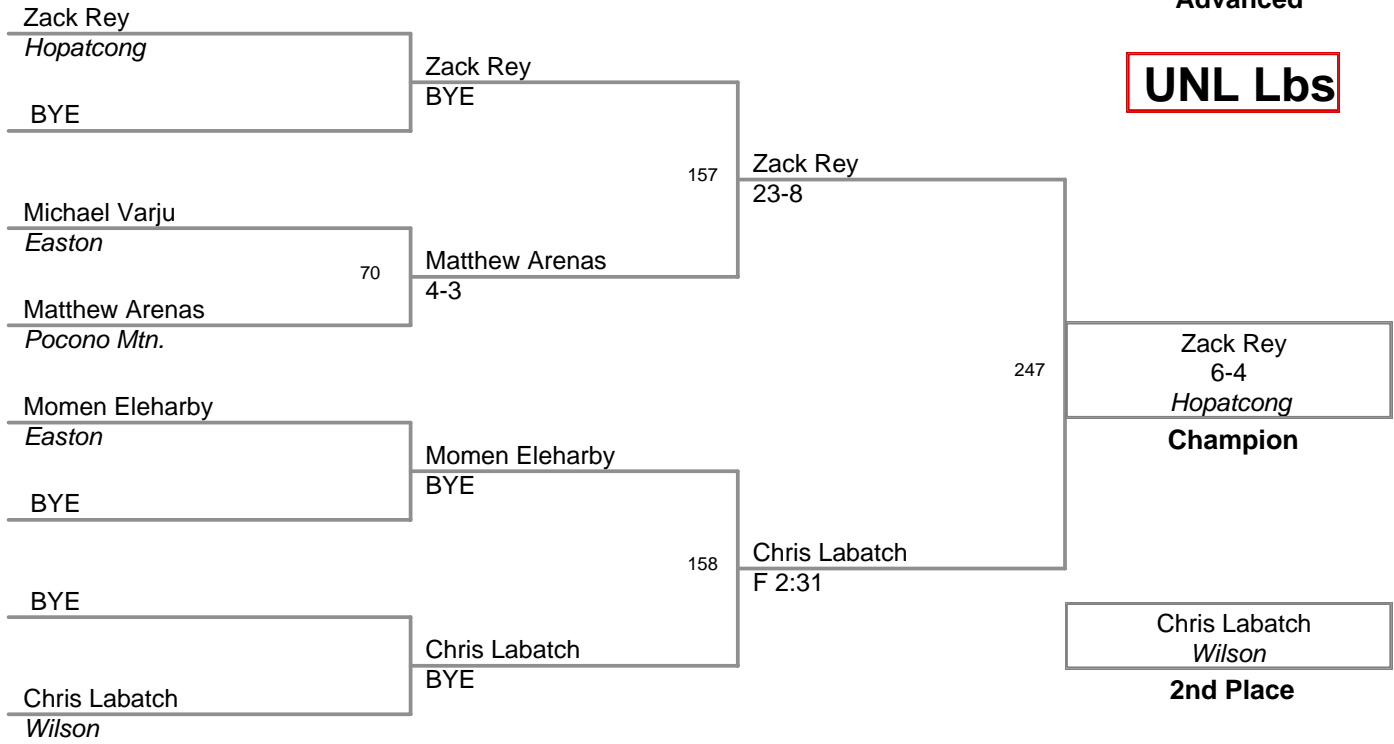 Advanced
UNL Lbs
Zack Rey
Hopatcong
BYE
Michael Varju
Easton
70
Matthew Arenas
Pocono Mtn.
Momen Eleharby
Easton
BYE
BYE
Chris Labatch
Wilson
Zack Rey
BYE
157
Matthew Arenas
4-3
Momen Eleharby
BYE
158
Chris Labatch
BYE
Zack Rey
23-8
247
Chris Labatch
F 2:31
Zack Rey
6-4
Hopatcong
Champion
Chris Labatch
Wilson
2nd Place